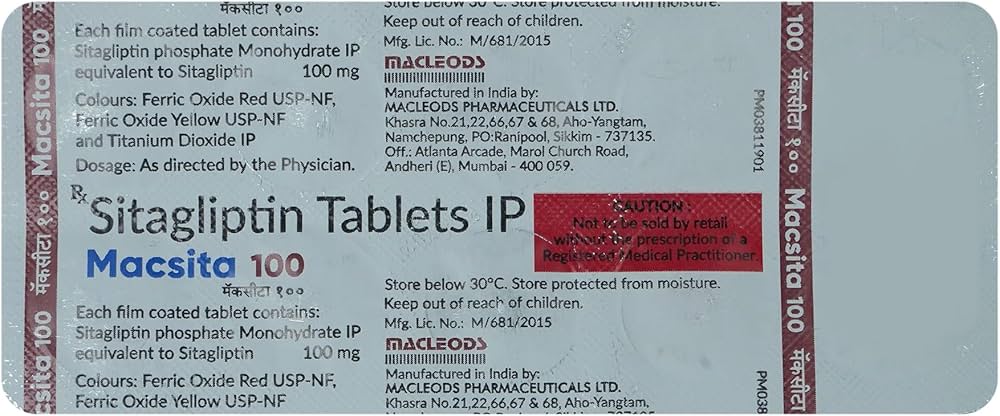 मॅकसीटा १००
Each film coated tablet contains:
Sitagliptin phosphate Monohydrate IP
equivalent to Sitagliptin 100 mg
Colours: Ferric Oxide Red USP-NF,
Ferric Oxide Yellow USP-NF
and Titanium Dioxide IP
Dosage: As directed by the Physician.
Store below 30°C. Store protected from moisture.
Keep out of reach of children.
Mfg. Lic. No.: M/681/2015
MACLEODS
Manufactured in India by:
MACLEODS PHARMACEUTICALS LTD.
Khasra No.21,22,66,67 & 68, Aho-Yangtam,
Namchepung, PO:Ranipool, Sikkim - 737135.
Off.: Atlanta Arcade, Marol Church Road,
Andheri (E), Mumbai - 400 059.
Rx Sitagliptin Tablets IP
Macsita 100
मॅकसीटा १००
CAUTION :
Not to be sold by retail
without the prescription of a
Registered Medical Practitioner.
Each film coated tablet contains:
Sitagliptin phosphate Monohydrate IP
equivalent to Sitagliptin 100 mg
Colours: Ferric Oxide Red USP-NF,
Ferric Oxide Yellow USP-NF
Store below 30°C. Store protected from moisture.
Keep out of reach of children.
Mfg. Lic. No.: M/681/2015
MACLEODS
Manufactured in India by:
MACLEODS PHARMACEUTICALS LTD.
Khasra No.21,22,66,67 & 68, Aho-Yangtam,
Macsita 100
मॅकसीटा १००
sita 100
PM03811901
PM038
100
मॅकसीटा १००
Macsita 100
मॅकसीटा